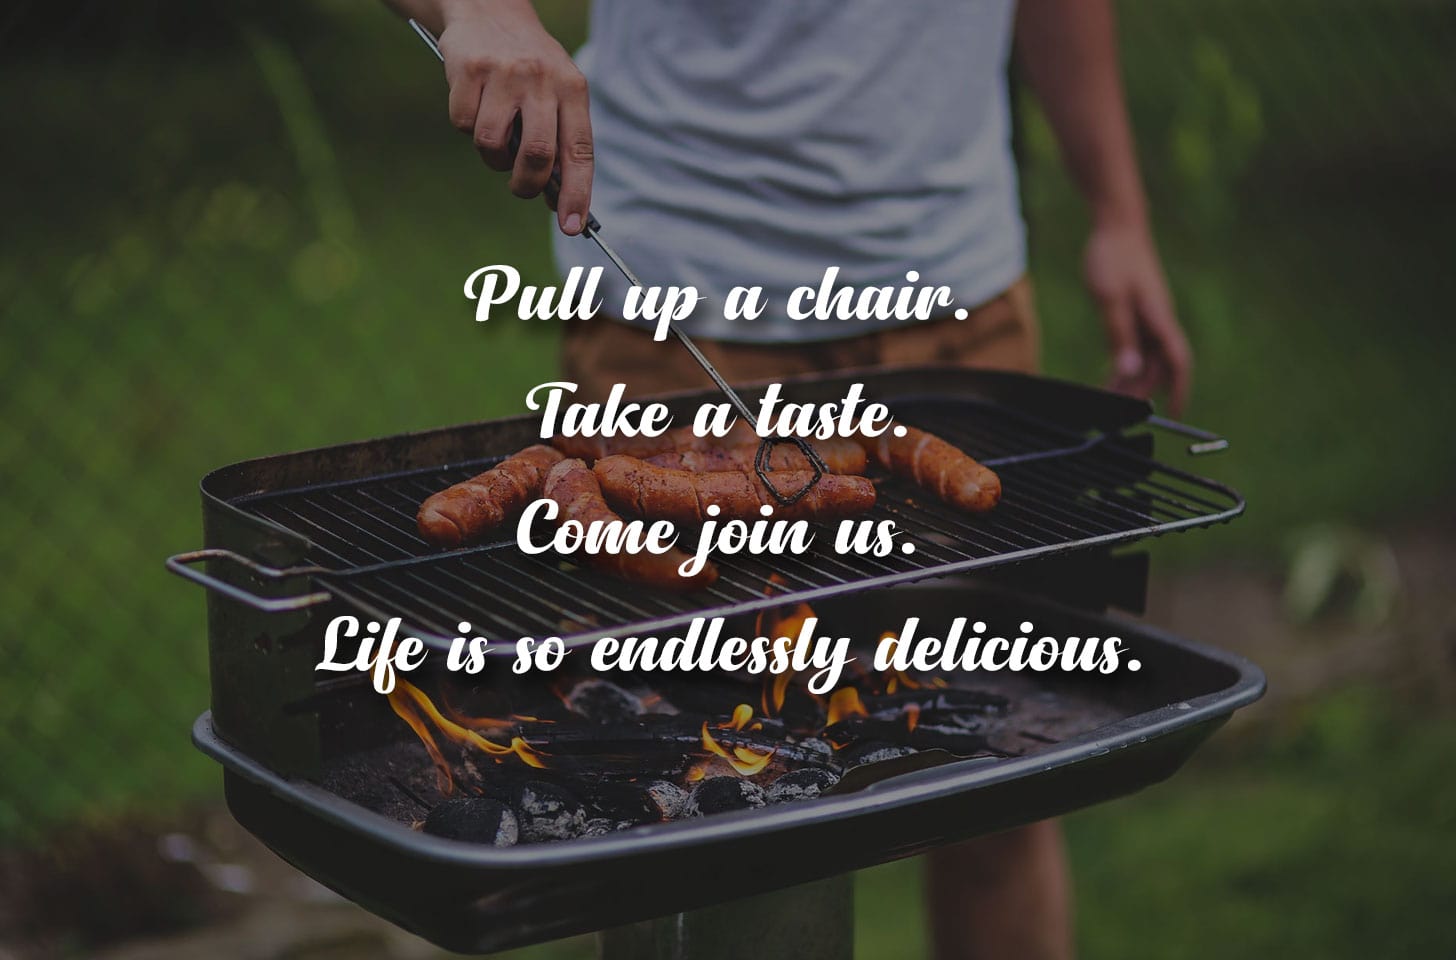 Pull up a chair.
Take a taste.
Come join us.
Life is so endlessly delicious.